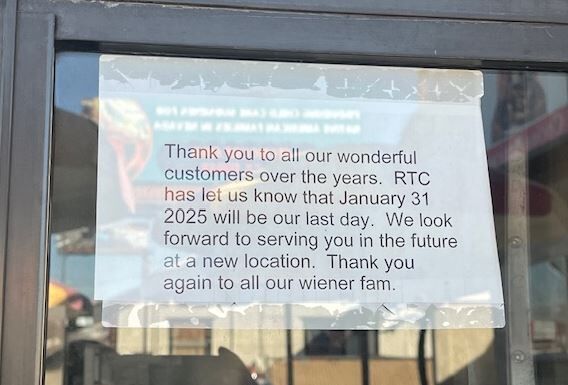 Thank you to all our wonderful
customers over the years.  RTC
has let us know that January 31
2025 will be our last day.  We look
forward to serving you in the future
at a new location.  Thank you
again to all our wiener fam.